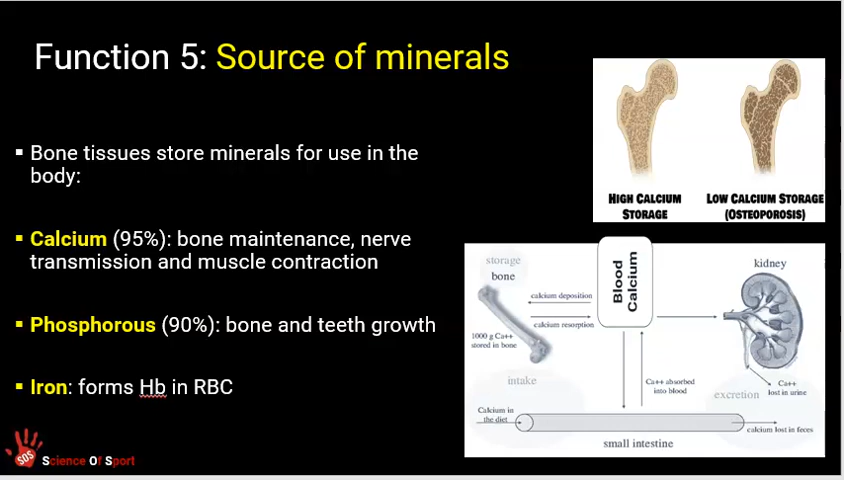 Function 5: Source of minerals
Bone tissues store minerals for use in the
body:
Calcium (95%): bone maintenance, nerve
transmission and muscle contraction
Phosphorous (90%): bone and teeth growth
Iron: forms Hb in RBC
SOS
Science Of Sport
HIGH CALCIUM
STORAGE
LOW CALCIUM STORAGE
(OSTEOPOROSIS)
storage
bone
calcium deposition
calcium resorption
1000 g Ca++
stored in bone
Blood
Calcium
kidney
intake
Ca++ absorbed
into blood
excretion
Ca++
lost in urine
Calcium in
the diet
calcium lost in feces
small intestine